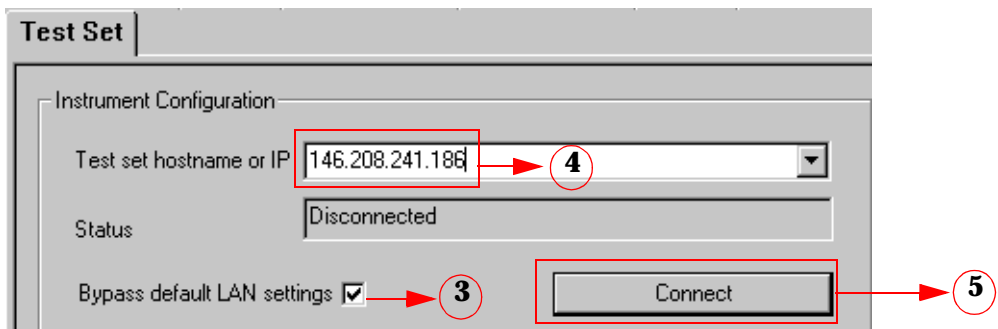 Test Set
Instrument Configuration
Test set hostname or IP 146.208.241.186 4
Status Disconnected
Bypass default LAN settings 3 Connect 5